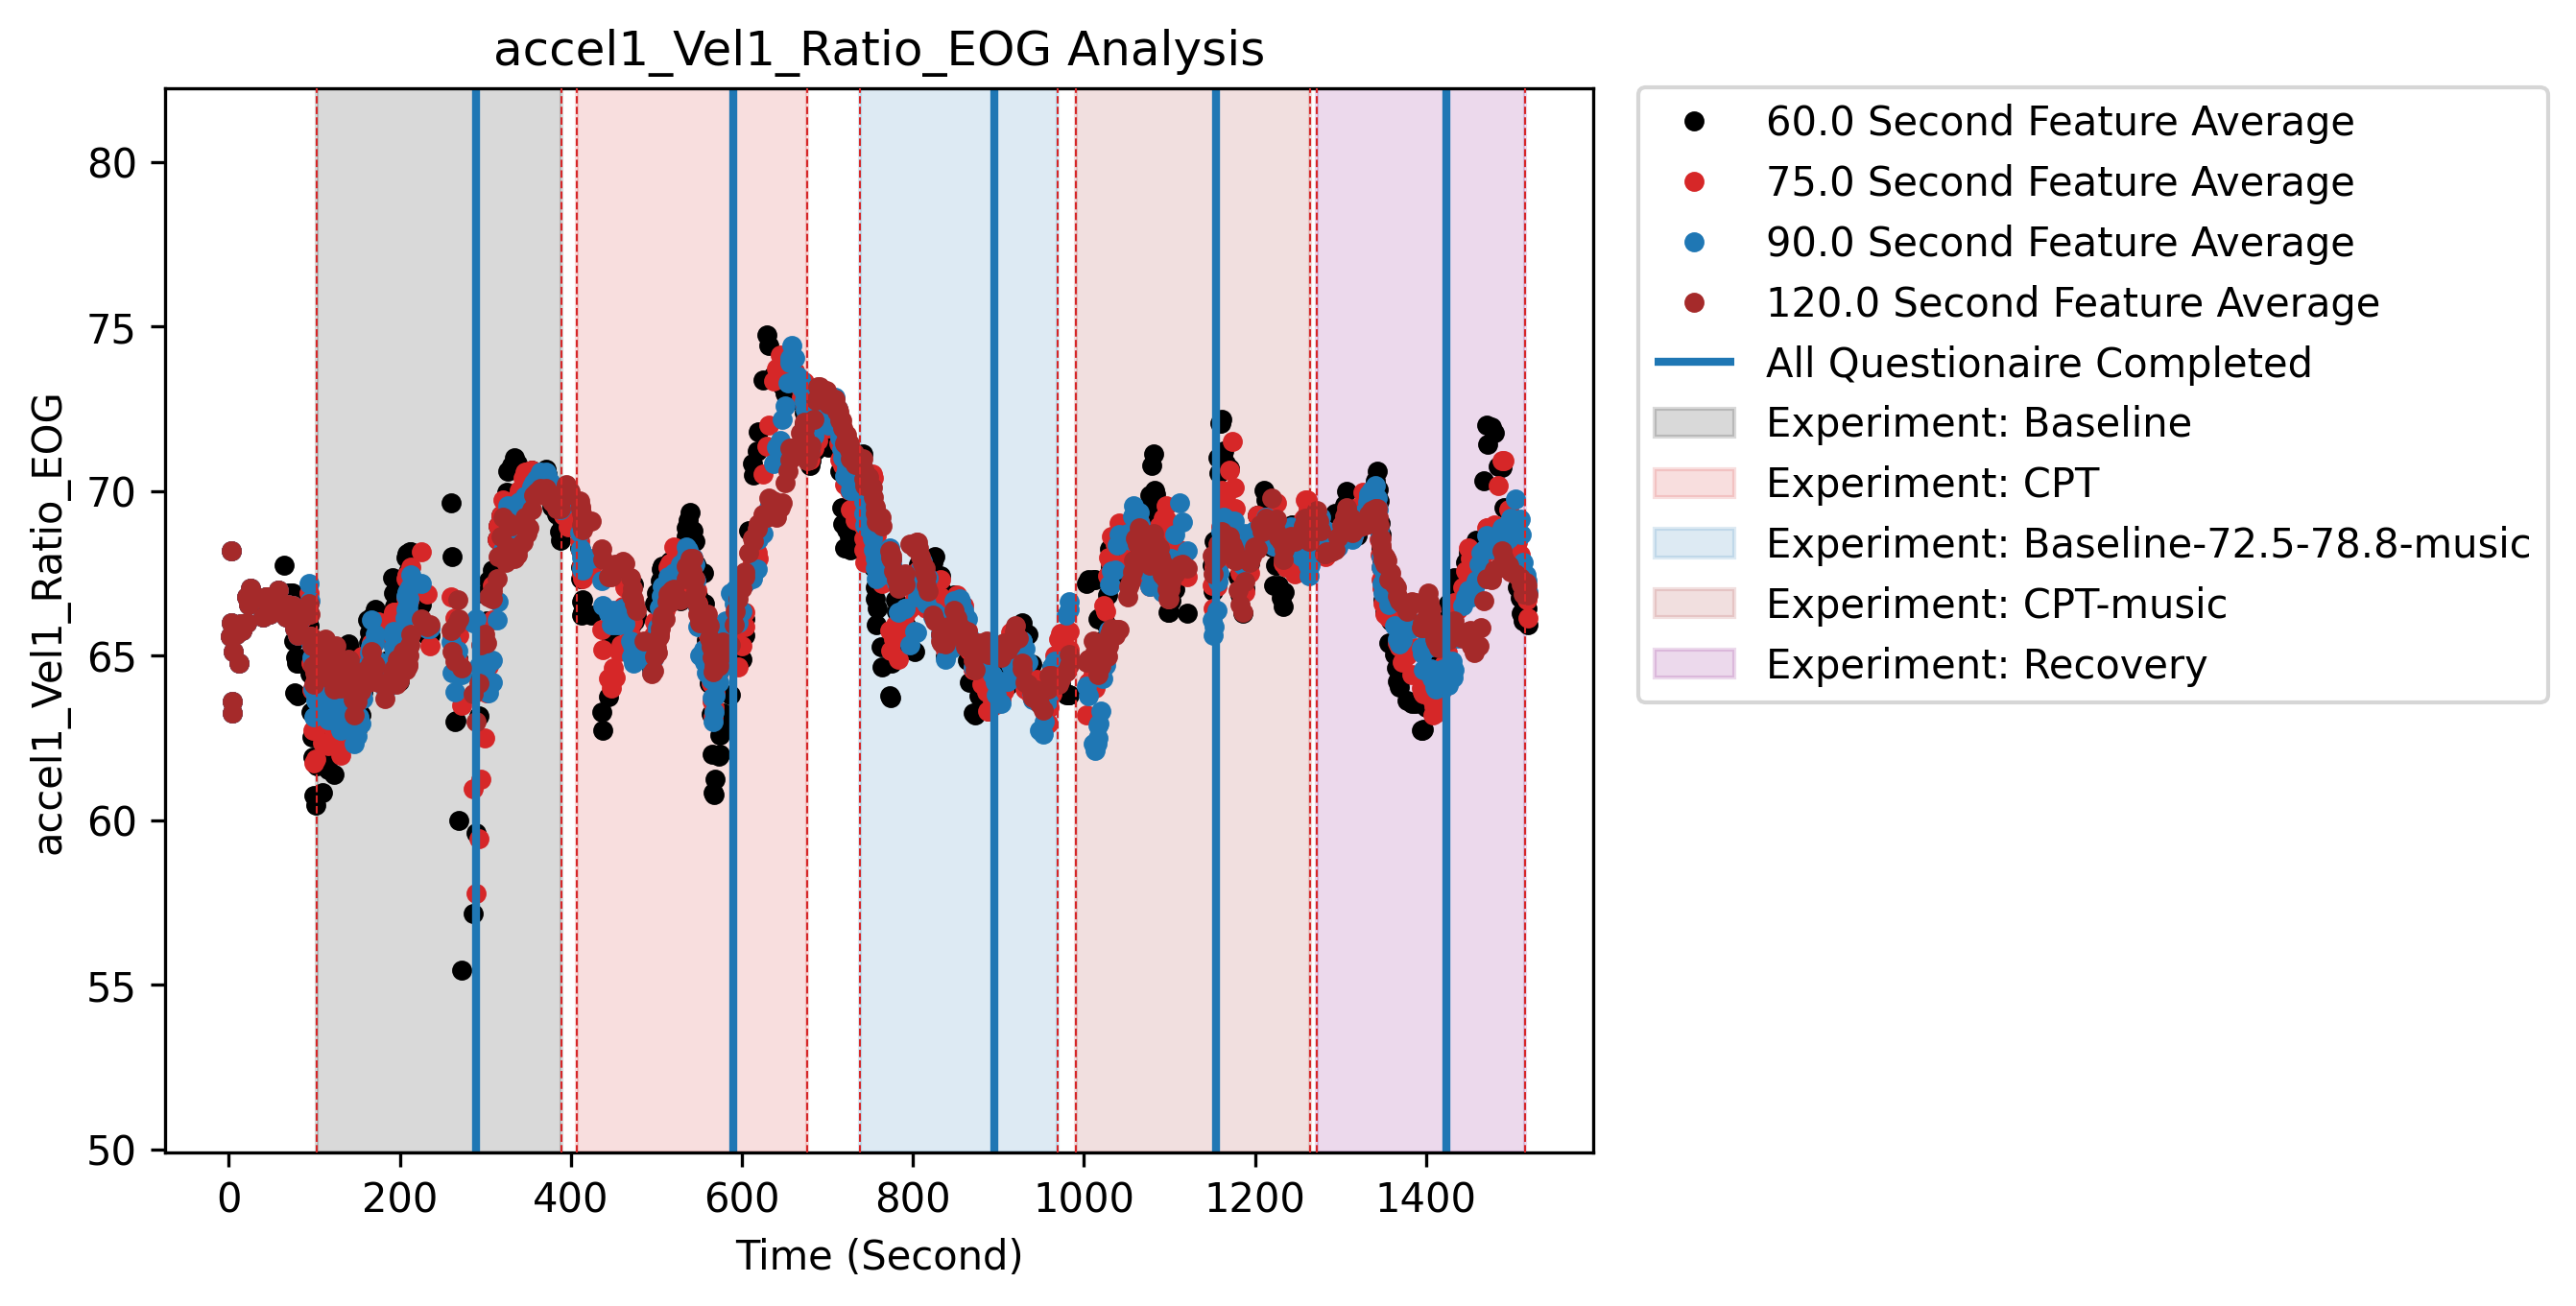 accel1_Vel1_Ratio_EOG Analysis
accel1_Vel1_Ratio_EOG
80
75
70
65
60
55
50
0 200 400 600 800 1000 1200 1400
Time (Second)
60.0 Second Feature Average
75.0 Second Feature Average
90.0 Second Feature Average
120.0 Second Feature Average
All Questionaire Completed
Experiment: Baseline
Experiment: CPT
Experiment: Baseline-72.5-78.8-music
Experiment: CPT-music
Experiment: Recovery